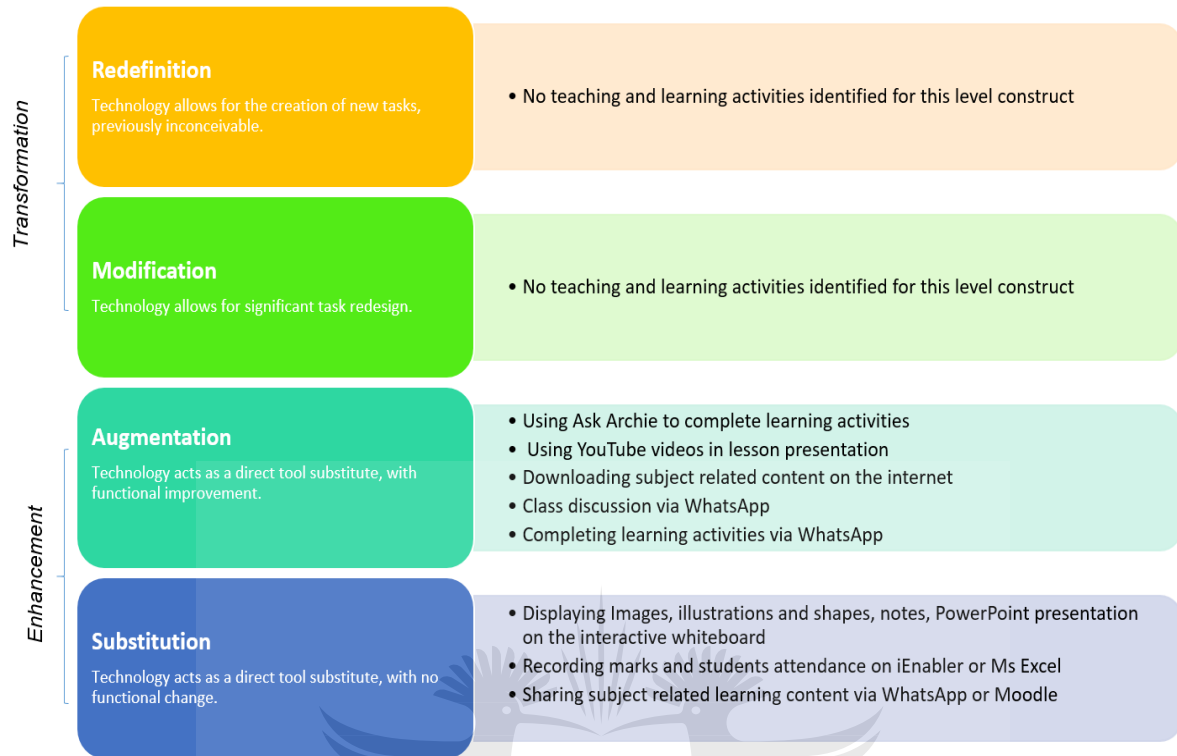 Transformation
Redefinition
Technology allows for the creation of new tasks,
previously inconceivable.
• No teaching and learning activities identified for this level construct
Modification
Technology allows for significant task redesign.
• No teaching and learning activities identified for this level construct
Enhancement
Augmentation
Technology acts as a direct tool substitute, with
functional improvement.
• Using Ask Archie to complete learning activities
• Using YouTube videos in lesson presentation
• Downloading subject related content on the internet
• Class discussion via WhatsApp
• Completing learning activities via WhatsApp
Substitution
Technology acts as a direct tool substitute, with no
functional change.
• Displaying Images, illustrations and shapes, notes, PowerPoint presentation
on the interactive whiteboard
• Recording marks and students attendance on iEnabler or Ms Excel
• Sharing subject related learning content via WhatsApp or Moodle